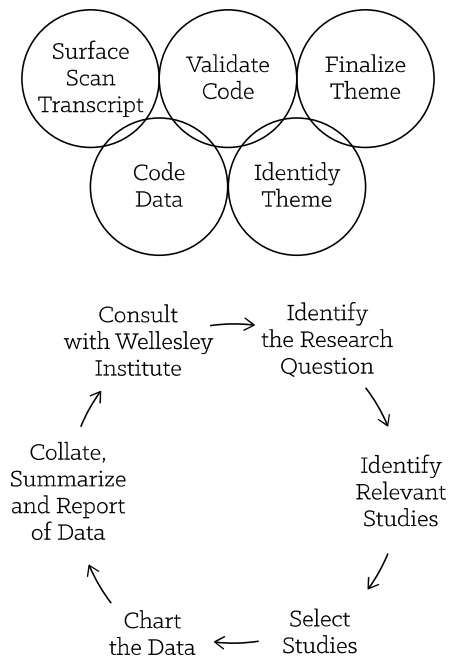 Surface
Scan
Transcript
Validate
Code
Finalize
Theme
Code
Data
Identidy
Theme
Consult
with Wellesley
Institute
Identify
the Research
Question
Identify
Relevant
Studies
Select
Studies
Chart
the Data
Collate,
Summarize
and Report
of Data